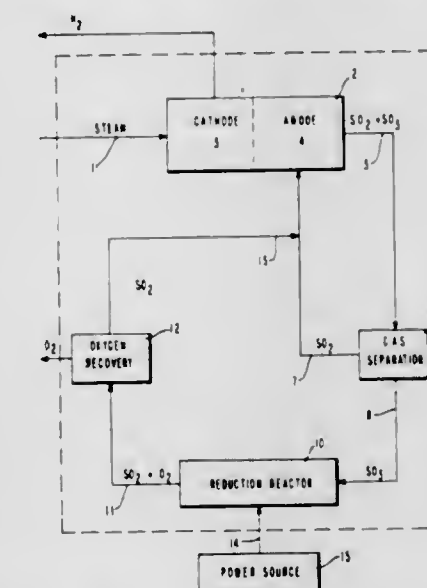 H2
2
STEAM
CATHODE
3
ANODE
4
SO2 + SO3
1
5
13
SO2
O2
OXYGEN
RECOVERY
12
SO2
7
GAS
SEPARATION
8
10
SO2 + O2
REDUCTION REACTOR
SO3
11
14
POWER SOURCE
15